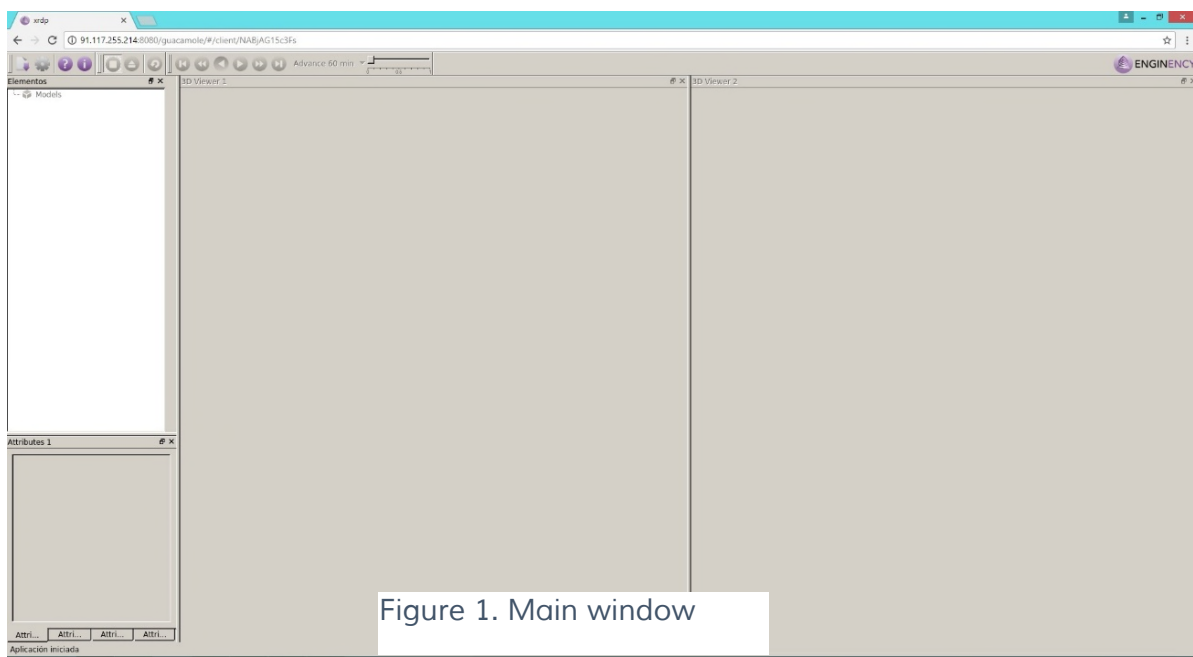 xrdp
91.117.255.214:8080/guacamole/#/client/NABjAG15c3Fs
Advance 60 min
ENGINENCY
Elementos
3D Viewer 1
3D Viewer 2
Models
Attributes 1
Figure 1. Main window
Attri... Attri... Attri... Attri...
Aplicación iniciada